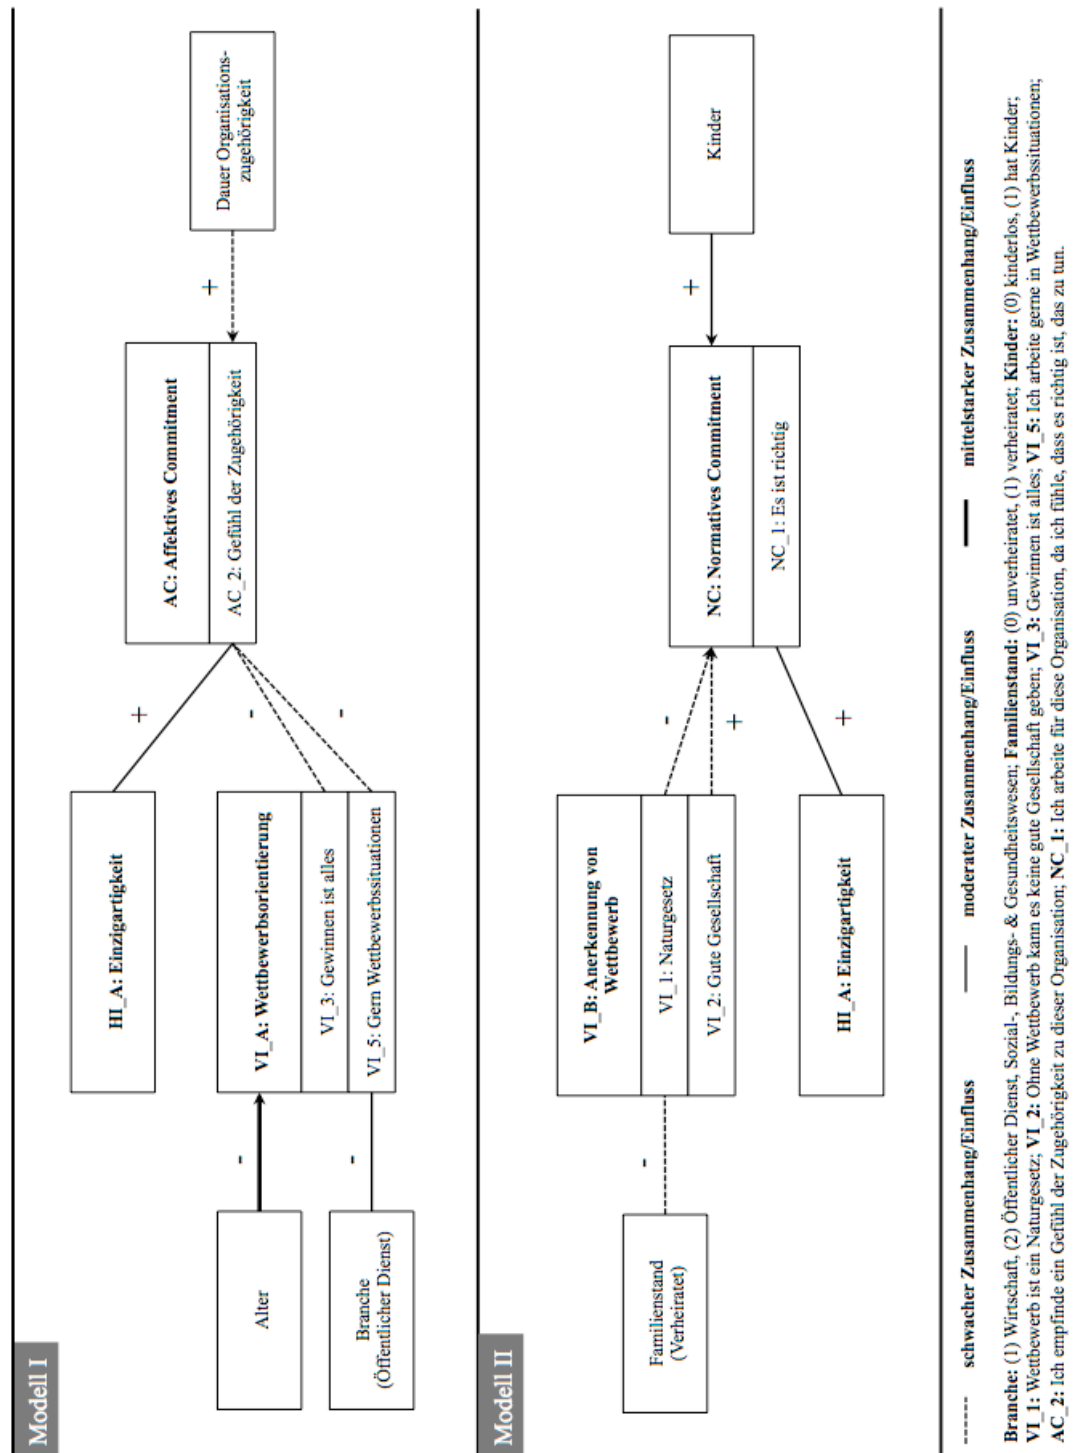 Modell I
Alter
Branche
(Öffentlicher Dienst)
-
-
HI_A: Einzigartigkeit
VI_A: Wettbewerbsorientierung
VI_3: Gewinnen ist alles
VI_5: Gern Wettbewerbssituationen
+
-
-
AC: Affektives Commitment
AC_2: Gefühl der Zugehörigkeit
+
Dauer Organisations-
zugehörigkeit
Modell II
Familienstand
(Verheiratet)
-
VI_B: Anerkennung von
Wettbewerb
VI_1: Naturgesetz
VI_2: Gute Gesellschaft
HI_A: Einzigartigkeit
-
+
+
NC: Normatives Commitment
NC_1: Es ist richtig
+
Kinder
schwacher Zusammenhang/Einfluss
moderater Zusammenhang/Einfluss
mittelstarker Zusammenhang/Einfluss
Branche: (1) Wirtschaft, (2) Öffentlicher Dienst, Sozial-, Bildungs- & Gesundheitswesen; Familienstand: (0) unverheiratet, (1) verheiratet; Kinder: (0) kinderlos, (1) hat Kinder;
VI_1: Wettbewerb ist ein Naturgesetz; VI_2: Ohne Wettbewerb kann es keine gute Gesellschaft geben; VI_3: Gewinnen ist alles; VI_5: Ich arbeite gerne in Wettbewerbssituationen;
AC_2: Ich empfinde ein Gefühl der Zugehörigkeit zu dieser Organisation; NC_1: Ich arbeite für diese Organisation, da ich fühle, dass es richtig ist, das zu tun.